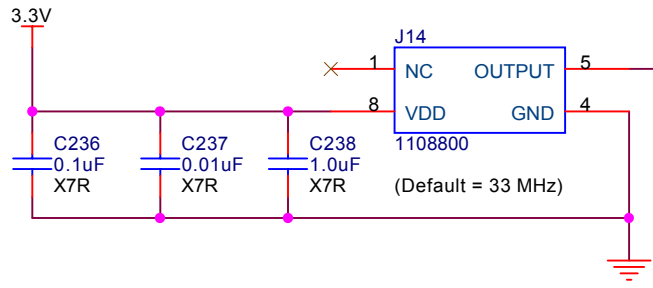 3.3V
J14
1 NC OUTPUT 5
8 VDD GND 4
1108800
(Default = 33 MHz)
C236
0.1uF
X7R
C237
0.01uF
X7R
C238
1.0uF
X7R